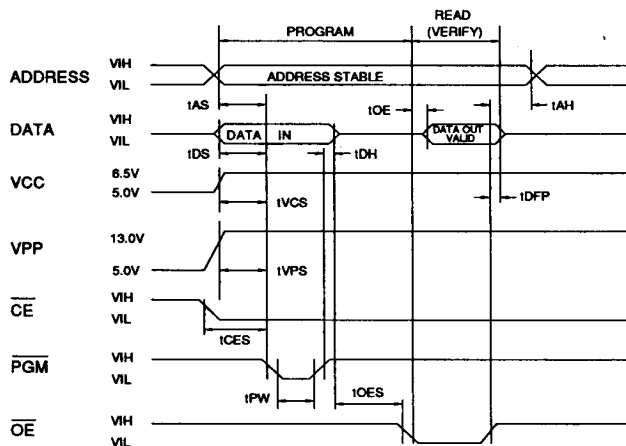 READ
PROGRAM (VERIFY)
ADDRESS VIH VIL ADDRESS STABLE
tAS tOE tAH
DATA VIH VIL DATA IN DATA OUT VALID
tDS tDH
VCC 6.5V 5.0V tVCS tDFP
VPP 13.0V 5.0V tVPS
CE VIH VIL
tCES
PGM VIH VIL
tPW tOES
OE VIH VIL